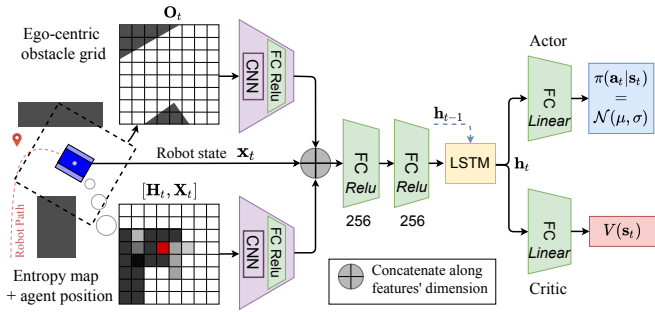 Ego-centric
obstacle grid
O_t
CNN
FC Relu
Robot Path
Robot state x_t
[H_t, X_t]
Entropy map
+ agent position
CNN
FC Relu
FC
Relu
256
FC
Relu
256
h_{t-1}
LSTM
h_t
Concatenate along
features' dimension
Actor
FC
Linear
π(a_t|s_t)
=
N(μ, σ)
FC
Linear
Critic
V(s_t)